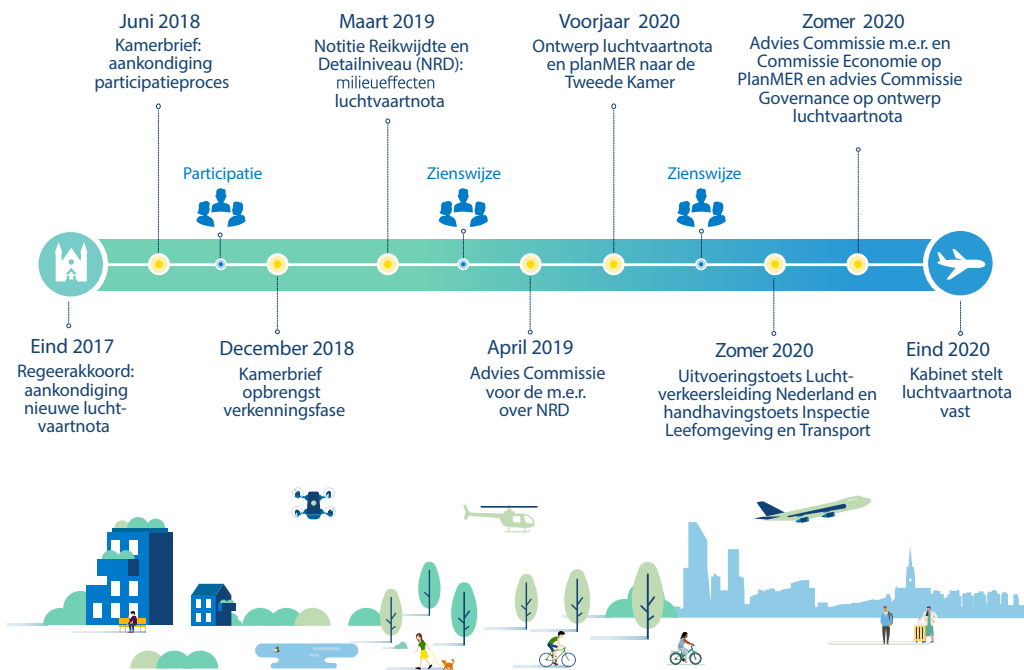 Juni 2018
Kamerbrief:
aankondiging
participatieproces
Maart 2019
Notitie Reikwijdte en
Detailniveau (NRD):
milieueffecten
luchtvaartnota
Voorjaar 2020
Ontwerp luchtvaartnota
en planMER naar de
Tweede Kamer
Zomer 2020
Advies Commissie m.e.r. en
Commissie Economie op
PlanMER en advies Commissie
Governance op ontwerp
luchtvaartnota
Participatie
Zienswijze
Zienswijze
Eind 2017
Regeerakkoord:
aankondiging
nieuwe lucht-
vaartnota
December 2018
Kamerbrief
opbrengst
verkenningsfase
April 2019
Advies Commissie
voor de m.e.r.
over NRD
Zomer 2020
Uitvoeringstoets Lucht-
verkeersleiding Nederland en
handhavingstoets Inspectie
Leefomgeving en Transport
Eind 2020
Kabinet stelt
luchtvaartnota
vast